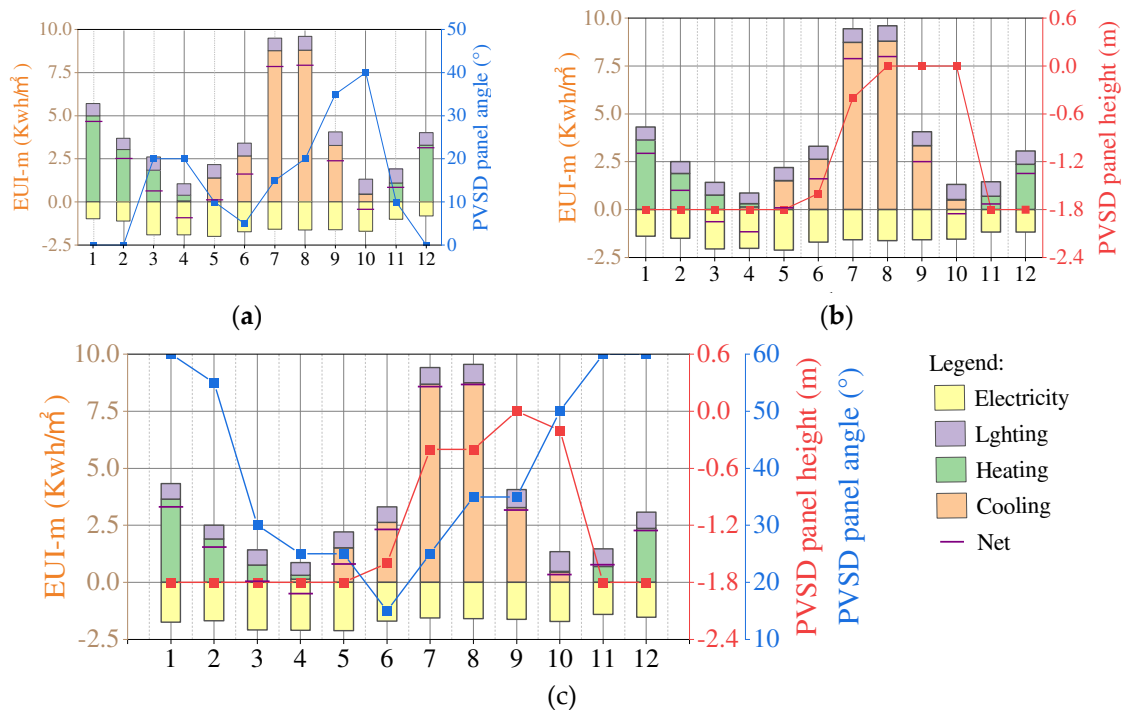 10.0
7.5
5.0
2.5
0.0
-2.5
EUI-m (Kwh/㎡)
1 2 3 4 5 6 7 8 9 10 11 12
50
40
30
20
10
0
PVSD panel angle (°)
(a)
10.0
7.5
5.0
2.5
0.0
-2.5
EUI-m (Kwh/㎡)
1 2 3 4 5 6 7 8 9 10 11 12
0.6
0.0
-0.6
-1.2
-1.8
-2.4
PVSD panel height (m)
(b)
10.0
7.5
5.0
2.5
0.0
-2.5
EUI-m (Kwh/㎡)
1 2 3 4 5 6 7 8 9 10 11 12
0.6
0.0
-0.6
-1.2
-1.8
-2.4
PVSD panel height (m)
60
50
40
30
20
10
PVSD panel angle (°)
(c)
Legend:
Electricity
Lghting
Heating
Cooling
Net